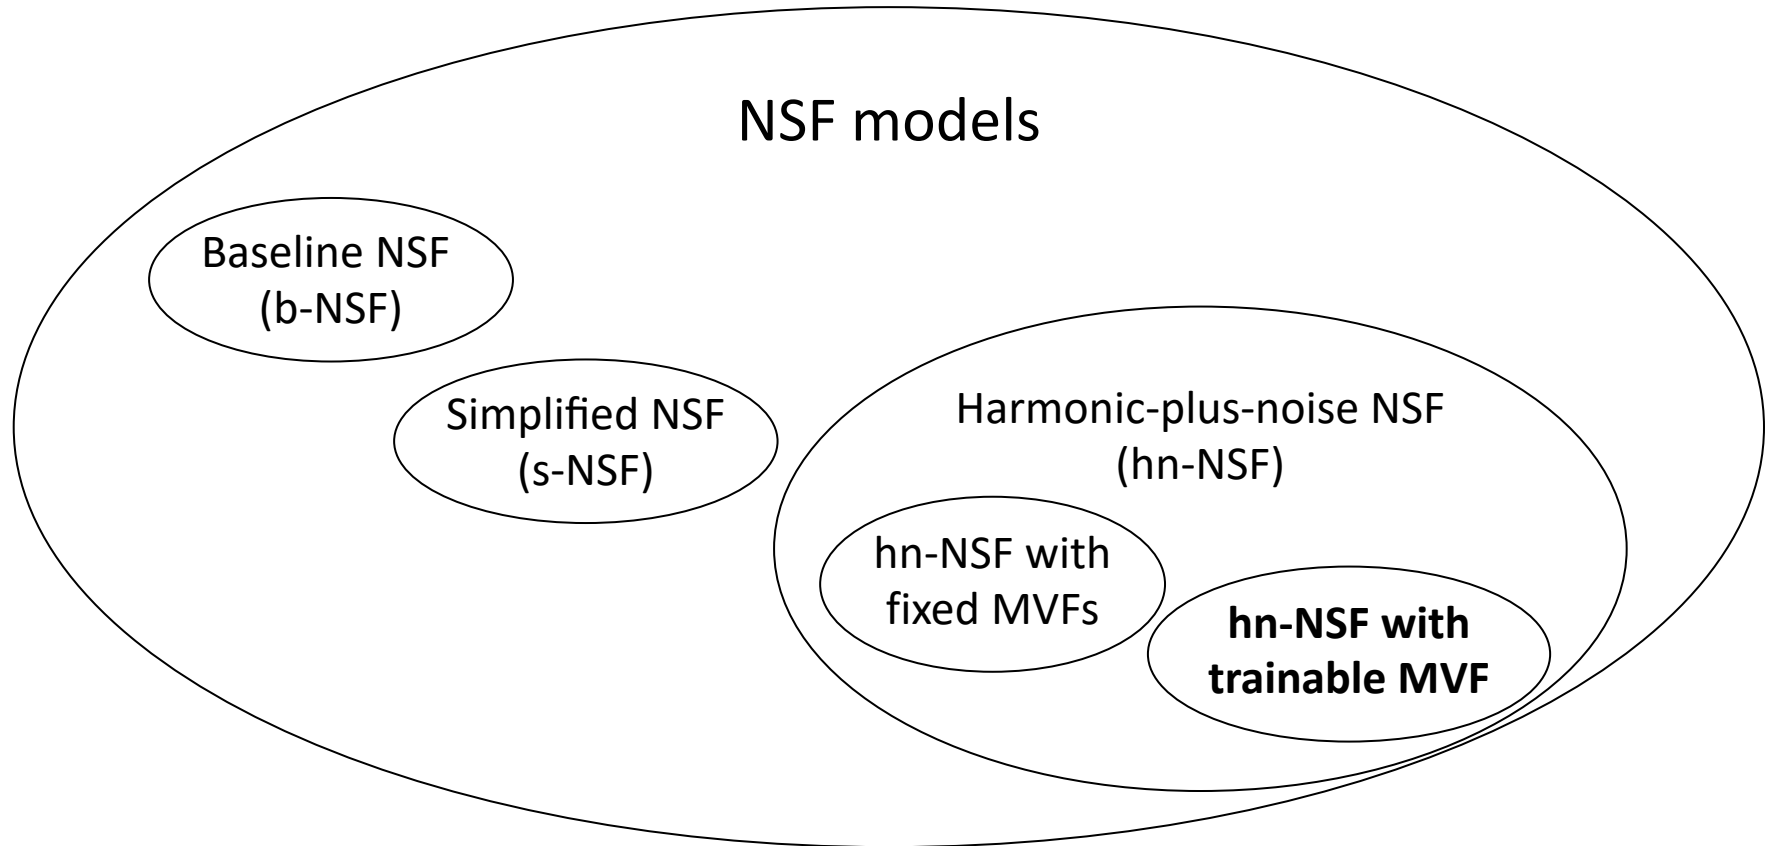 NSF models
Baseline NSF
(b-NSF)
Simplified NSF
(s-NSF)
Harmonic-plus-noise NSF
(hn-NSF)
hn-NSF with
fixed MVFs
hn-NSF with
trainable MVF